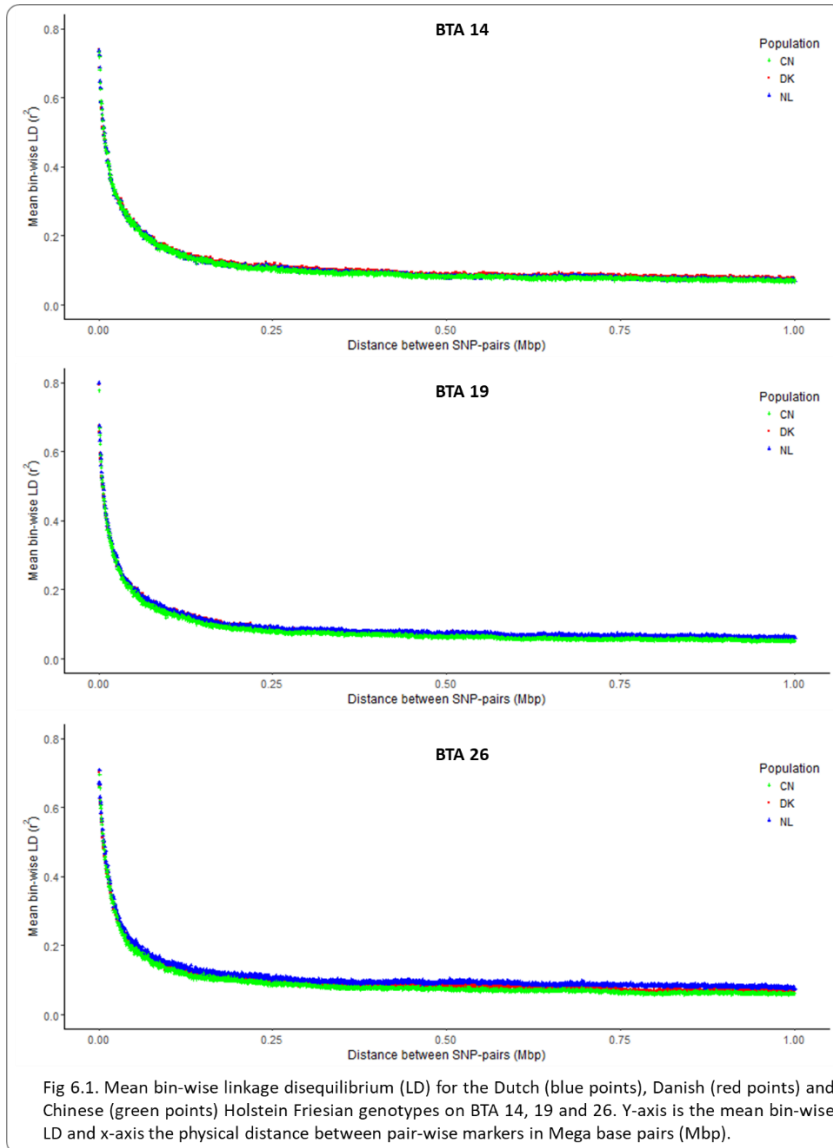 BTA 14
Population
CN
DK
NL
Mean bin-wise LD (r²)
0.8
0.6
0.4
0.2
0.0
0.00 0.25 0.50 0.75 1.00
Distance between SNP-pairs (Mbp)
BTA 19
Population
CN
DK
NL
Mean bin-wise LD (r²)
0.8
0.6
0.4
0.2
0.0
0.00 0.25 0.50 0.75 1.00
Distance between SNP-pairs (Mbp)
BTA 26
Population
CN
DK
NL
Mean bin-wise LD (r²)
0.8
0.6
0.4
0.2
0.0
0.00 0.25 0.50 0.75 1.00
Distance between SNP-pairs (Mbp)
Fig 6.1. Mean bin-wise linkage disequilibrium (LD) for the Dutch (blue points), Danish (red points) and
Chinese (green points) Holstein Friesian genotypes on BTA 14, 19 and 26. Y-axis is the mean bin-wise
LD and x-axis the physical distance between pair-wise markers in Mega base pairs (Mbp).